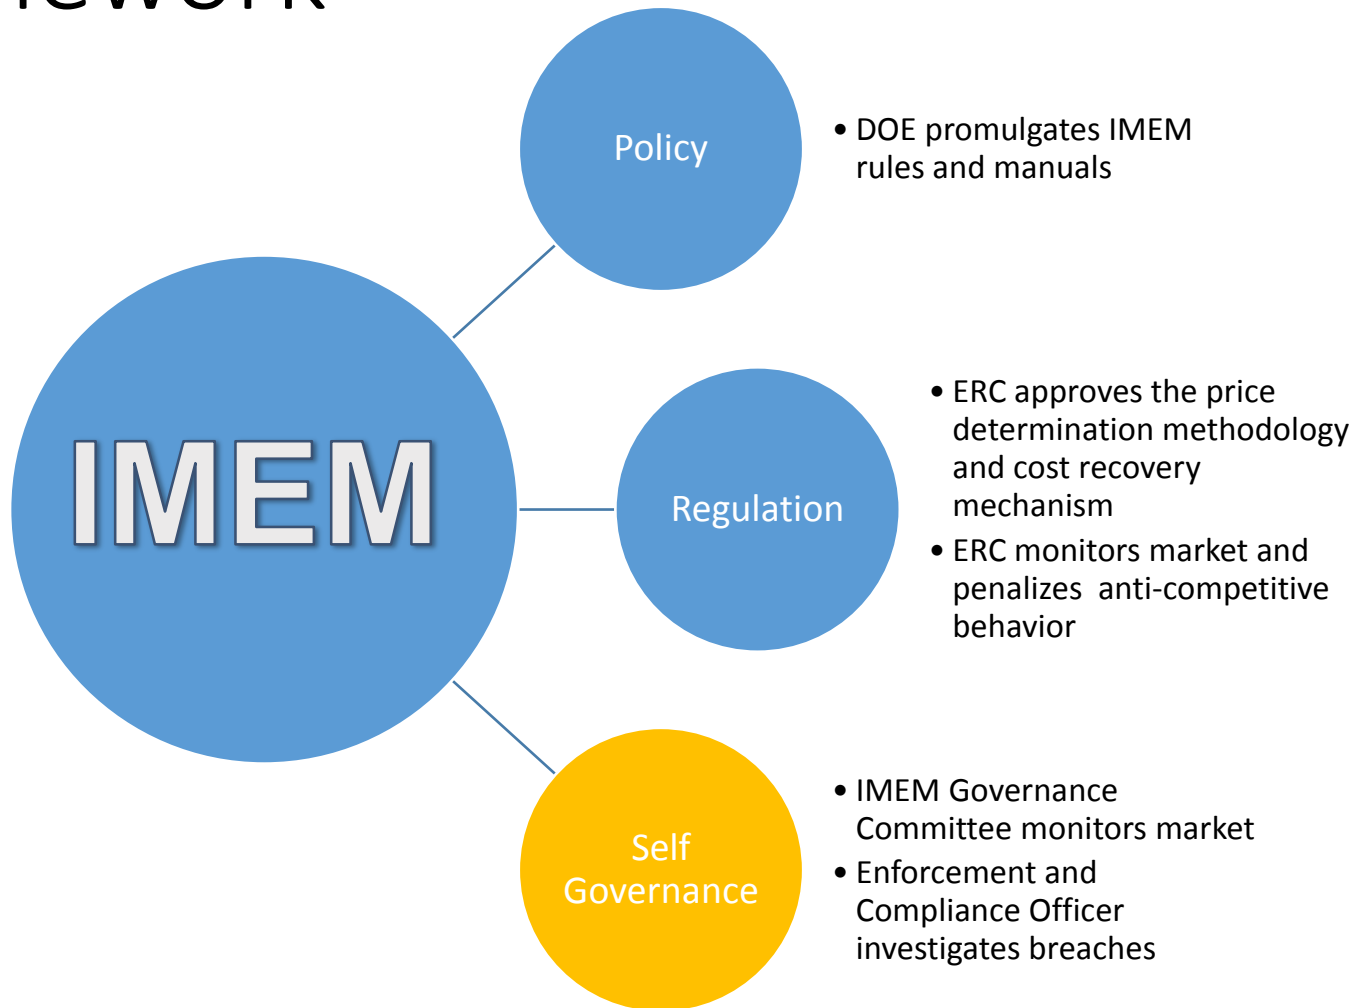 Policy
• DOE promulgates IMEM
rules and manuals
IMEM
Regulation
• ERC approves the price
determination methodology
and cost recovery
mechanism
• ERC monitors market and
penalizes  anti-competitive
behavior
Self
Governance
• IMEM Governance
Committee monitors market
• Enforcement and
Compliance Officer
investigates breaches